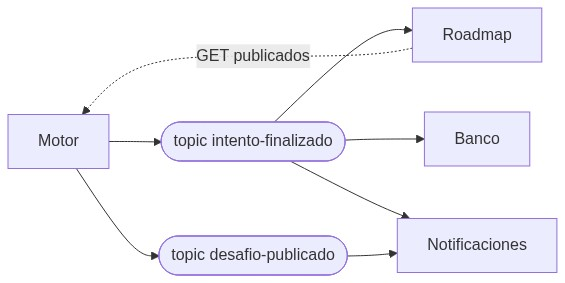 Roadmap
GET publicados
Motor
topic intento-finalizado
Banco
Notificaciones
topic desafio-publicado